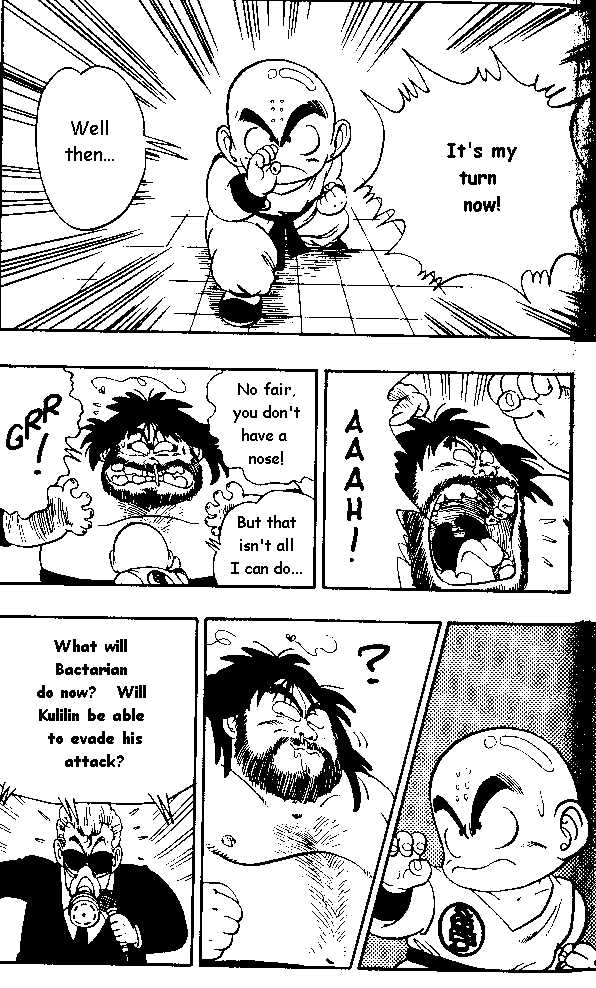 Well
then...
It's my
turn
now!
GRR!
No fair,
you don't
have a
nose!
But that
isn't all
I can do...
AAAH!
What will
Bactarian
do now? Will
Kulilin be able
to evade his
attack?
?